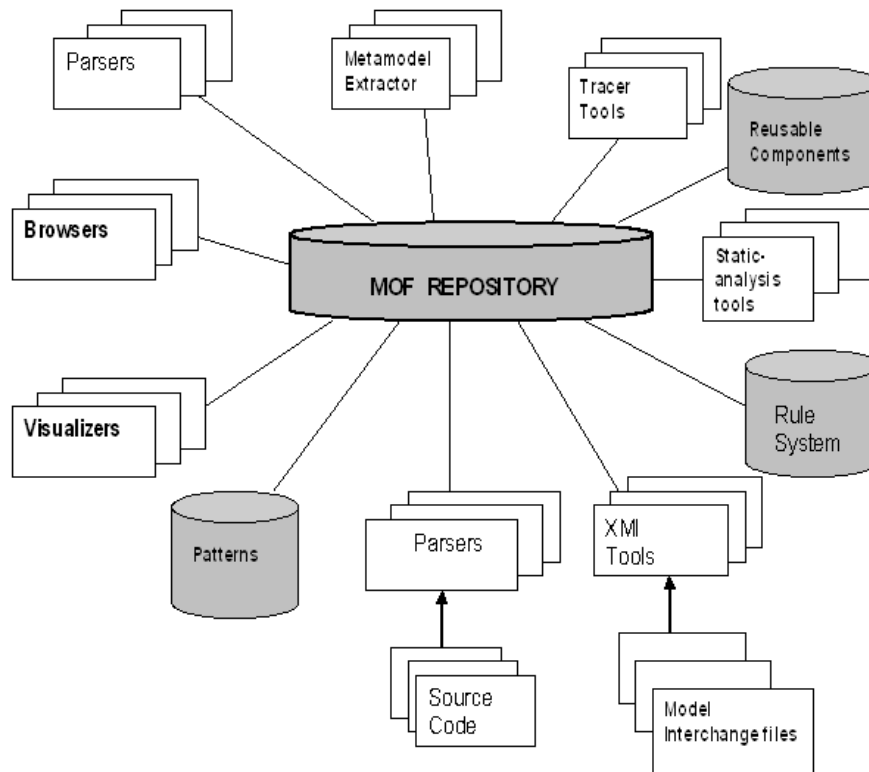 Parsers
Metamodel
Extractor
Tracer
Tools
Reusable
Components
Browsers
MOF REPOSITORY
Static-
analysis
tools
Visualizers
Rule
System
Patterns
Parsers
XMI
Tools
Source
Code
Model
Interchange files